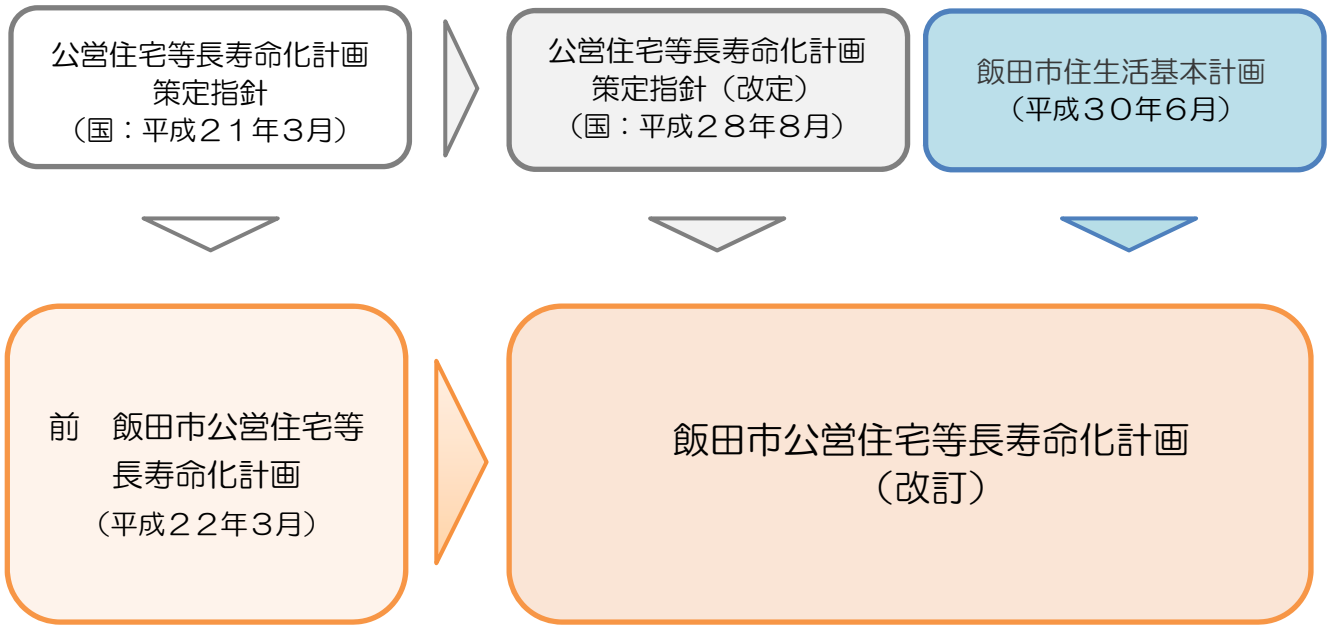 公営住宅等長寿命化計画
策定指針
（国：平成２１年３月）
公営住宅等長寿命化計画
策定指針（改定）
（国：平成２８年８月）
飯田市住生活基本計画
（平成３０年６月）
前　飯田市公営住宅等
長寿命化計画
（平成２２年３月）
飯田市公営住宅等長寿命化計画
（改訂）